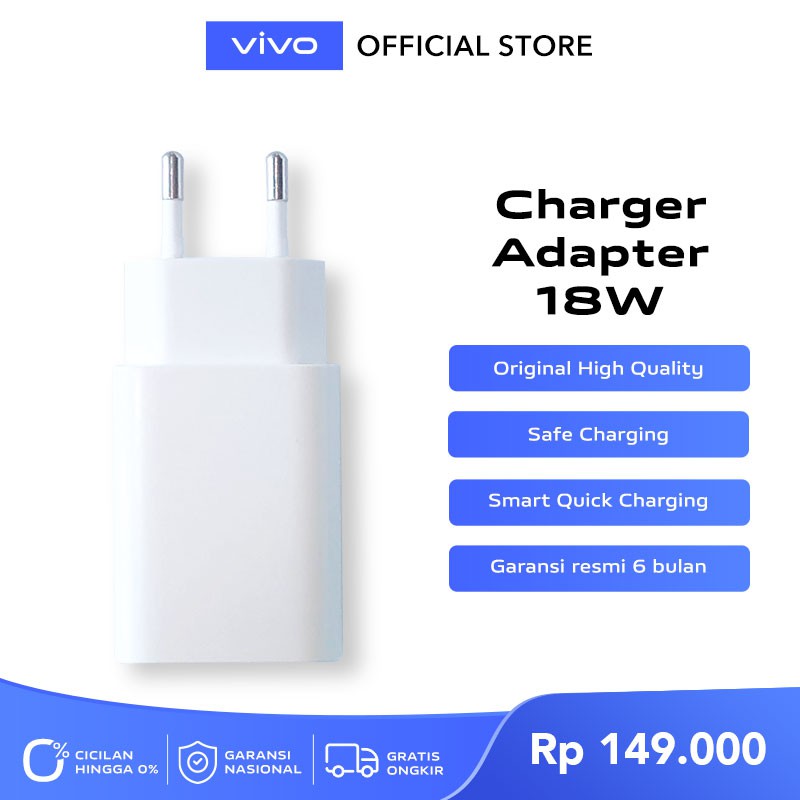 vivo OFFICIAL STORE
Charger
Adapter
18W
Original High Quality
Safe Charging
Smart Quick Charging
Garansi resmi 6 bulan
0% CICILAN
HINGGA 0%
GARANSI
NASIONAL
GRATIS
ONGKIR
Rp 149.000